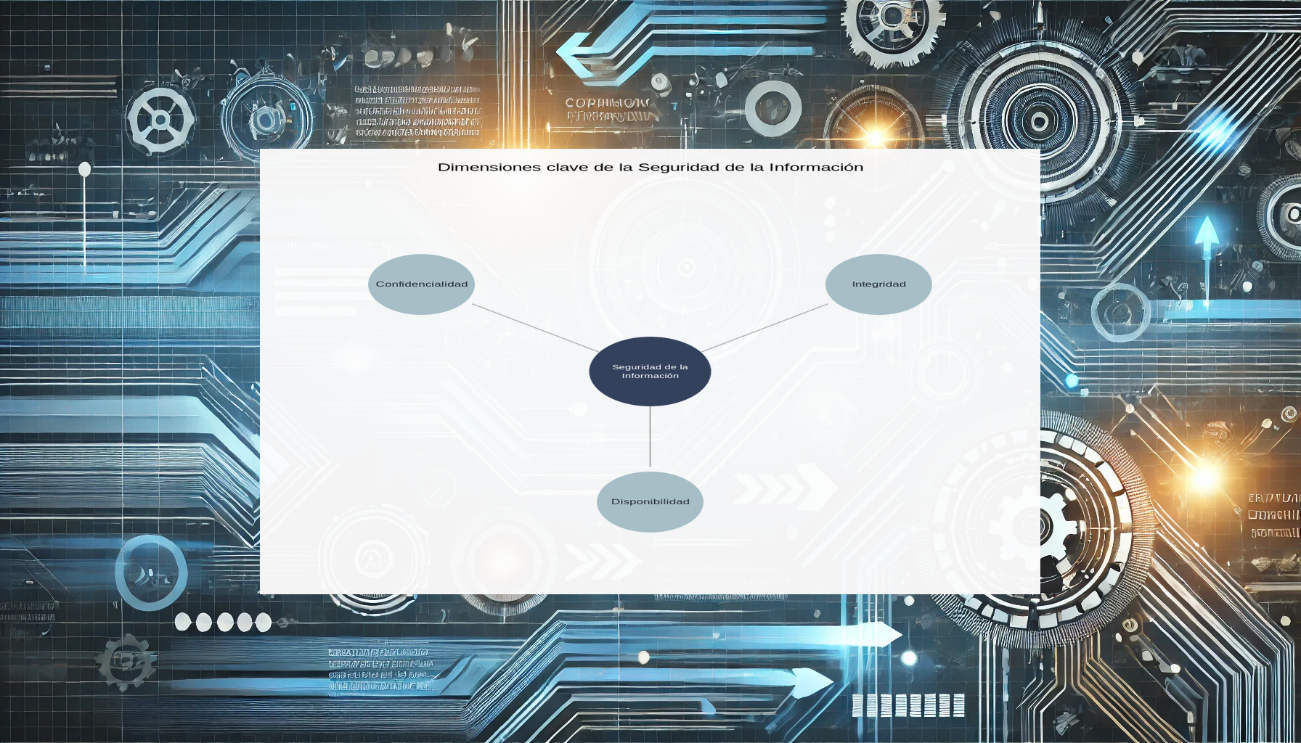 Dimensiones clave de la Seguridad de la Información
Confidencialidad
Integridad
Seguridad de la
Información
Disponibilidad